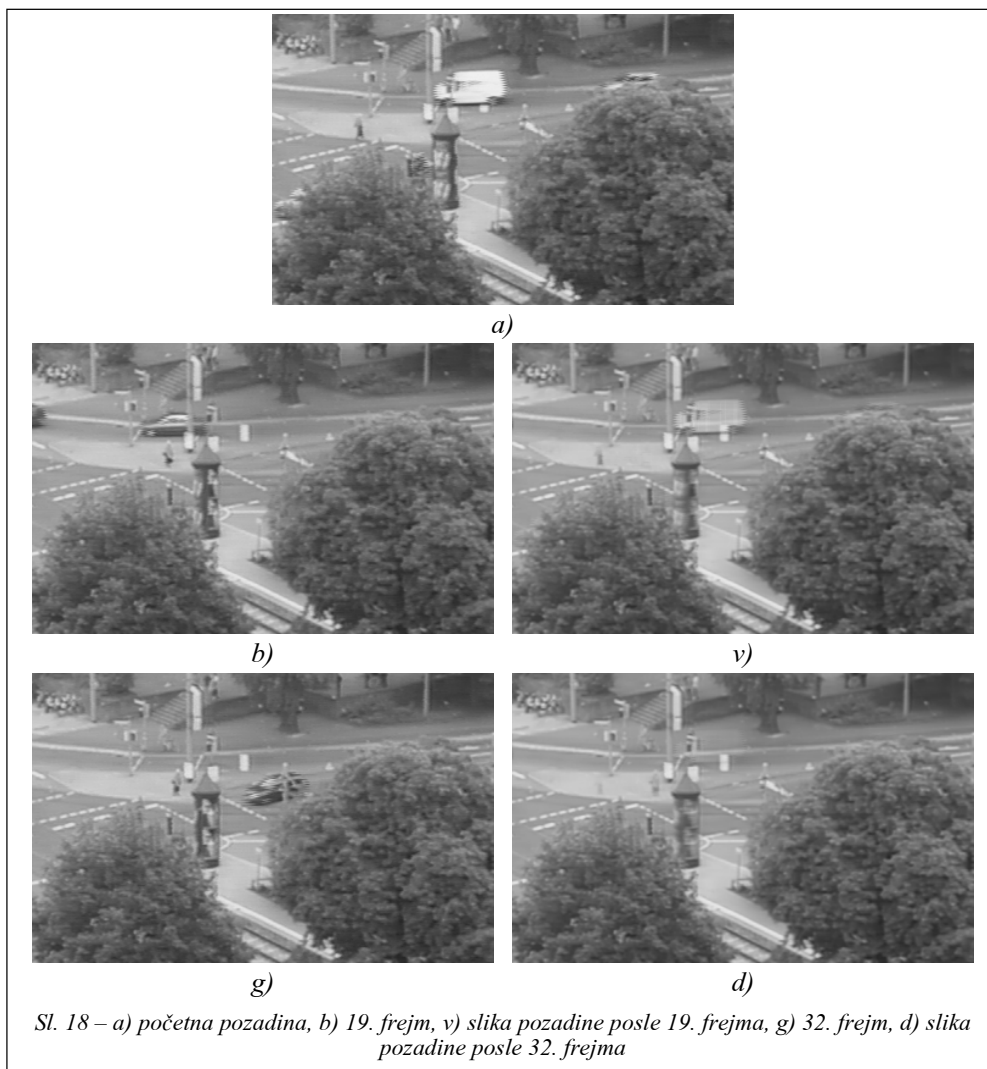 a)
b)
v)
g)
d)
Sl. 18 – a) početna pozadina, b) 19. frejm, v) slika pozadine posle 19. frejma, g) 32. frejm, d) slika
pozadine posle 32. frejma